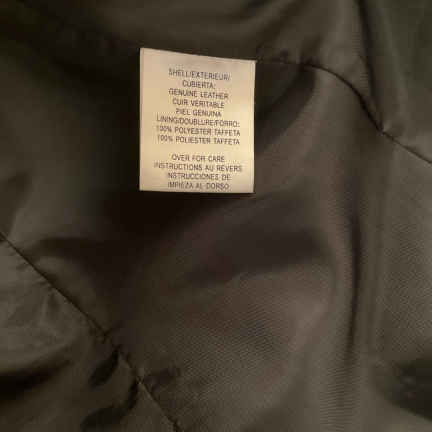 SHELL/EXTERIEUR/
CUBIERTA:
GENUINE LEATHER
CUIR VERITABLE
PIEL GENUINA
LINING/DOUBLURE/FORRO:
100% POLYESTER TAFFETA
100% POLIESTER TAFFETA
OVER FOR CARE
INSTRUCTIONS AU REVERS
INSTRUCCIONES DE
IMPIEZA AL DORSO